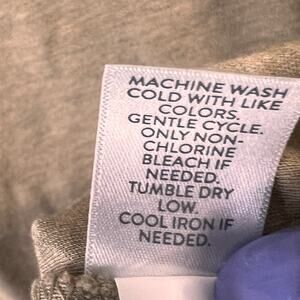 MACHINE WASH
COLD WITH LIKE
COLORS.
GENTLE CYCLE.
ONLY NON-
CHLORINE
BLEACH IF
NEEDED.
TUMBLE DRY
LOW.
COOL IRON IF
NEEDED.